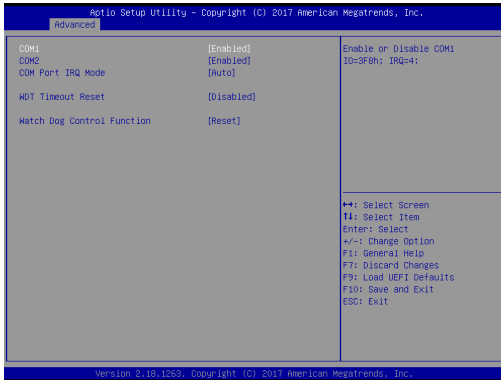 Aptio Setup Utility – Copyright (C) 2017 American Megatrends, Inc.
Advanced
COM1 [Enabled]
COM2 [Enabled]
COM Port IRQ Mode [Auto]
WDT Timeout Reset [Disabled]
Watch Dog Control Function [Reset]
Enable or Disable COM1
IO=3F8h; IRQ=4;
↔: Select Screen
↑↓: Select Item
Enter: Select
+/-: Change Option
F1: General Help
F7: Discard Changes
F9: Load UEFI Defaults
F10: Save and Exit
ESC: Exit
Version 2.18.1263. Copyright (C) 2017 American Megatrends, Inc.